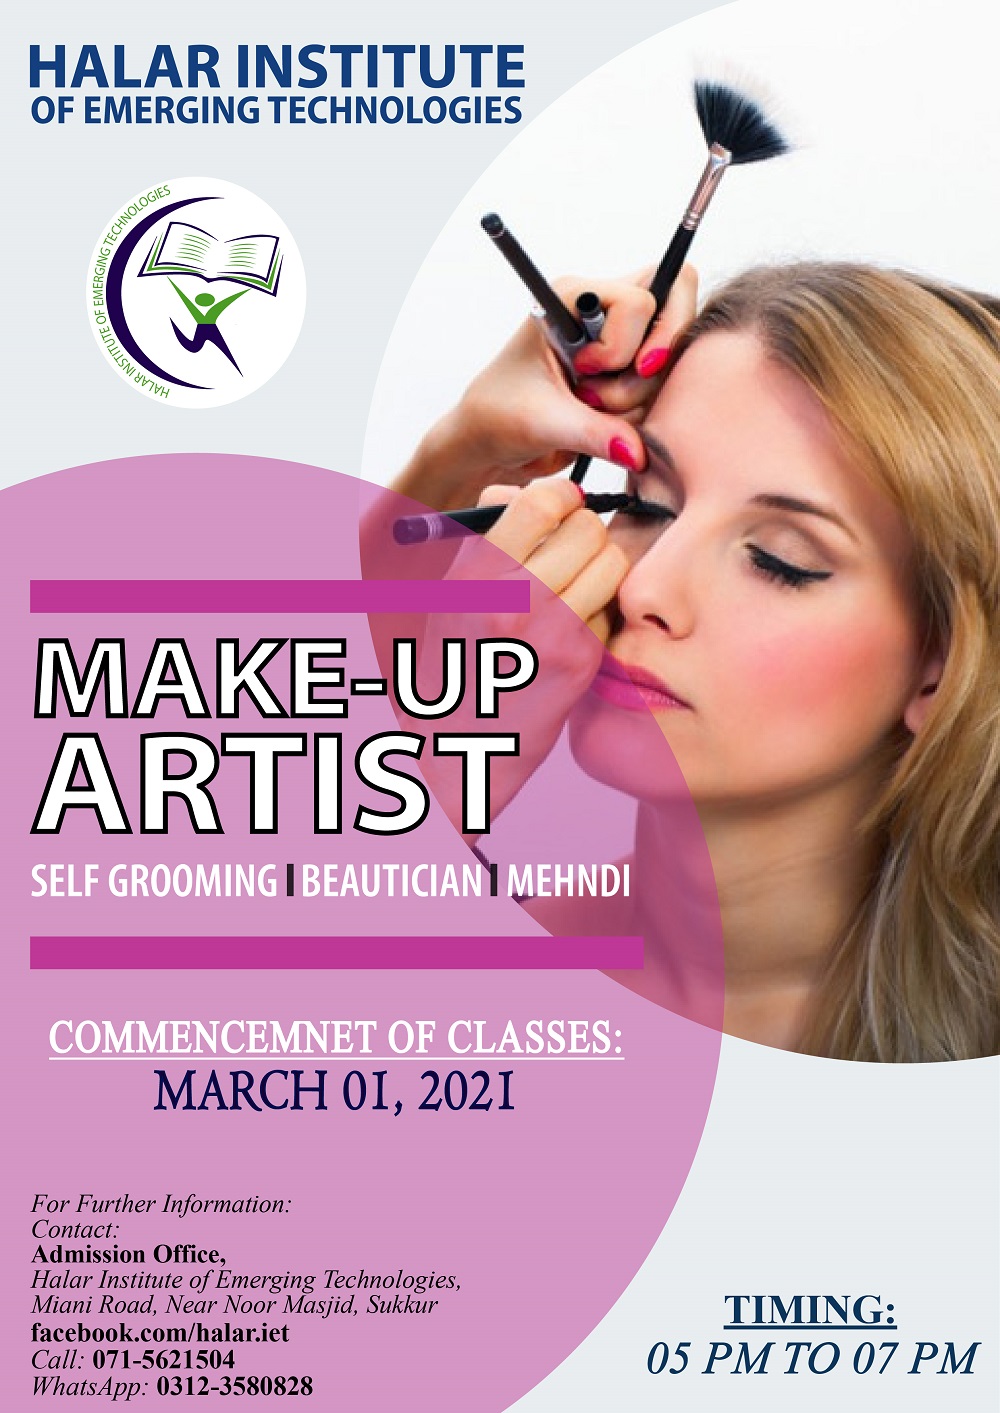 HALAR INSTITUTE
OF EMERGING TECHNOLOGIES
HALAR INSTITUTE OF EMERGING TECHNOLOGIES
MAKE-UP
ARTIST
SELF GROOMING | BEAUTICIAN | MEHNDI
COMMENCEMNET OF CLASSES:
MARCH 01, 2021
For Further Information:
Contact:
Admission Office,
Halar Institute of Emerging Technologies,
Miani Road, Near Noor Masjid, Sukkur
facebook.com/halar.iet
Call: 071-5621504
WhatsApp: 0312-3580828
TIMING:
05 PM TO 07 PM